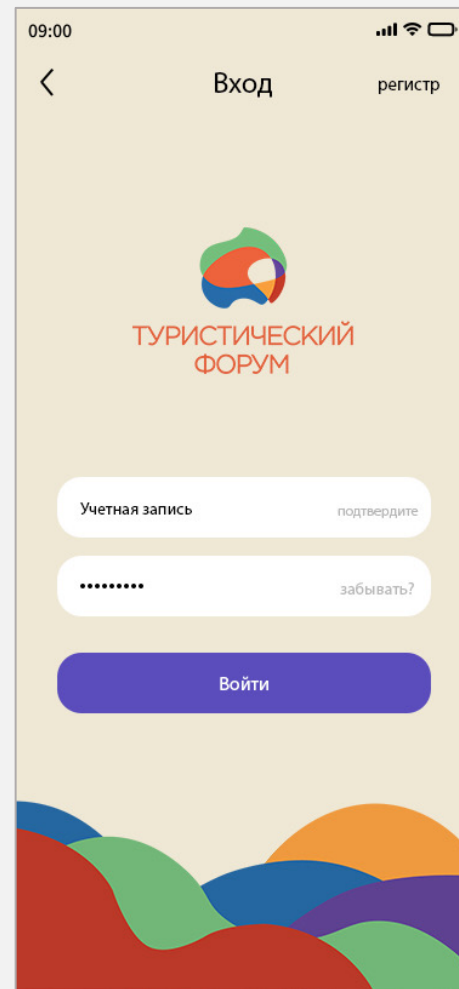 09:00
Вход
регистр
ТУРИСТИЧЕСКИЙ
ФОРУМ
Учетная запись
подтвердите
•••••••••
забывать?
Войти